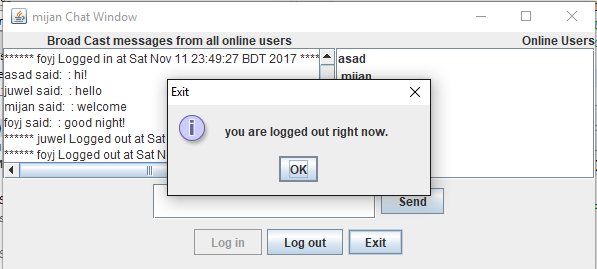 mijan Chat Window
Broad Cast messages from all online users
Online Users
****** foyj Logged in at Sat Nov 11 23:49:27 BDT 2017 ****
asad said: : hi!
juwel said: : hello
mijan said: : welcome
foyj said: : good night!
****** juwel Logged out at Sat
****** foyj Logged out at Sat N
asad
mijan
Exit
you are logged out right now.
OK
Send
Log in
Log out
Exit